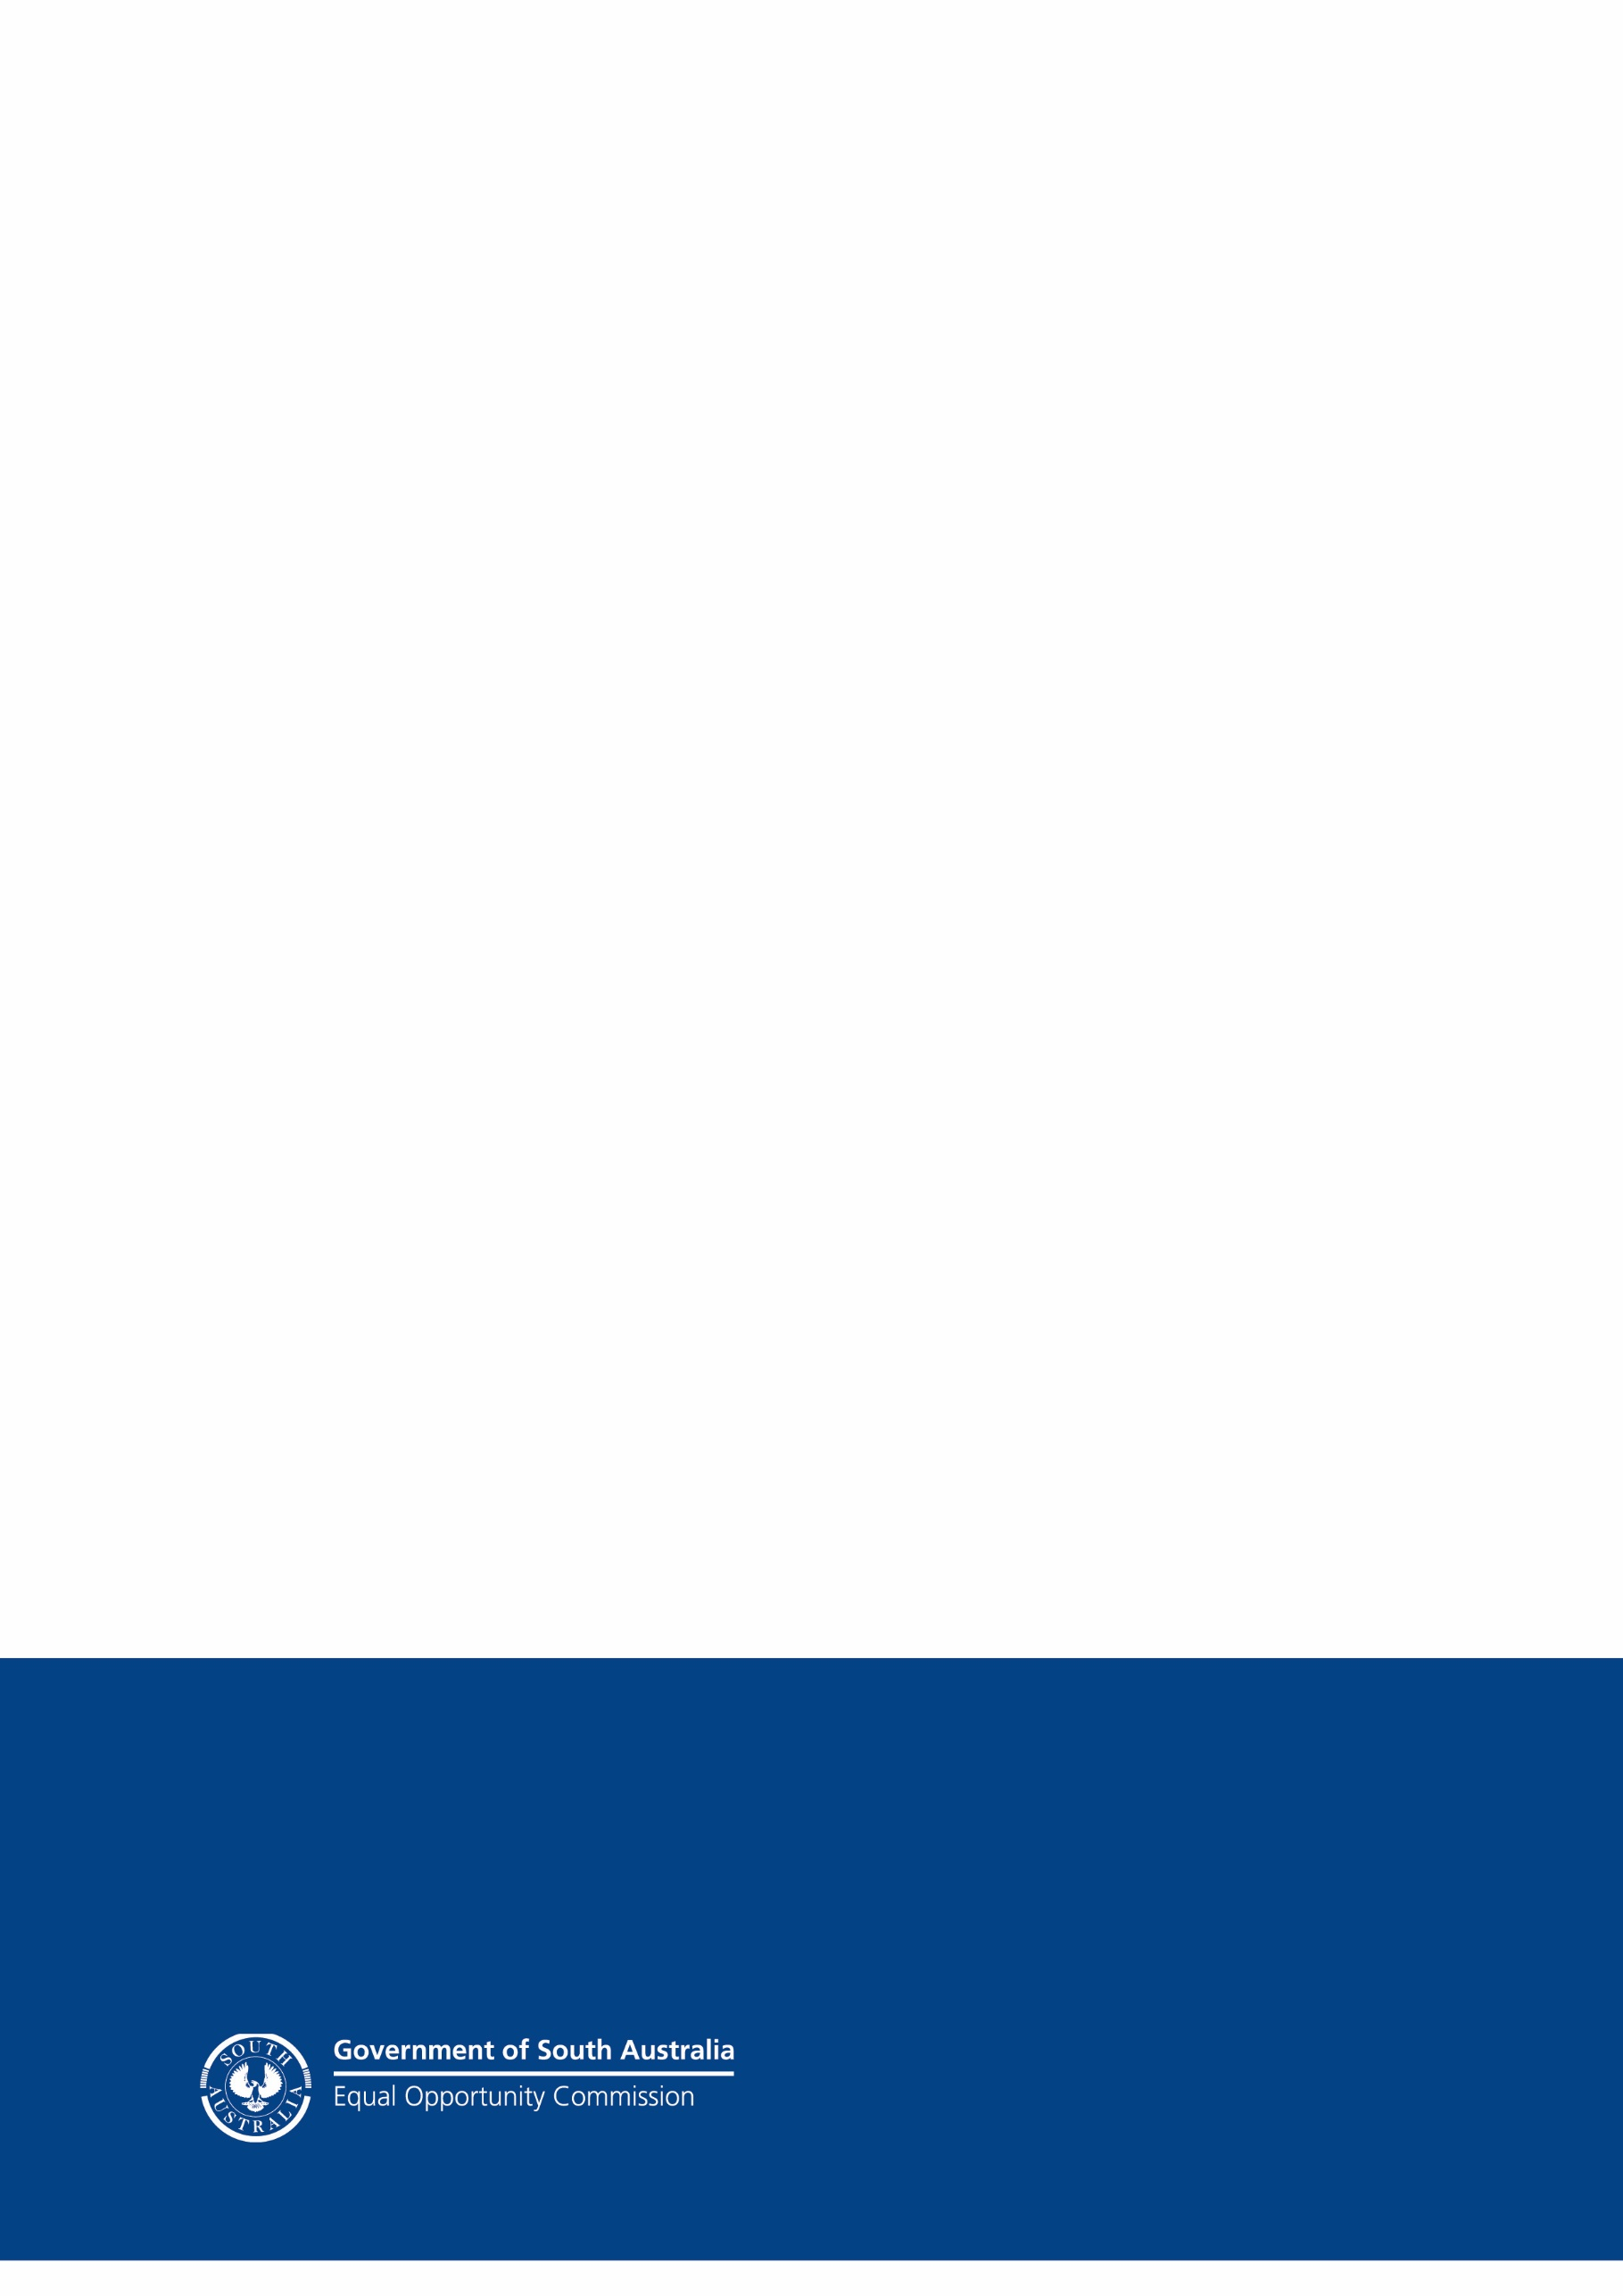 SOUTH
AUSTRALIA
Government of South Australia
Equal Opportunity Commission